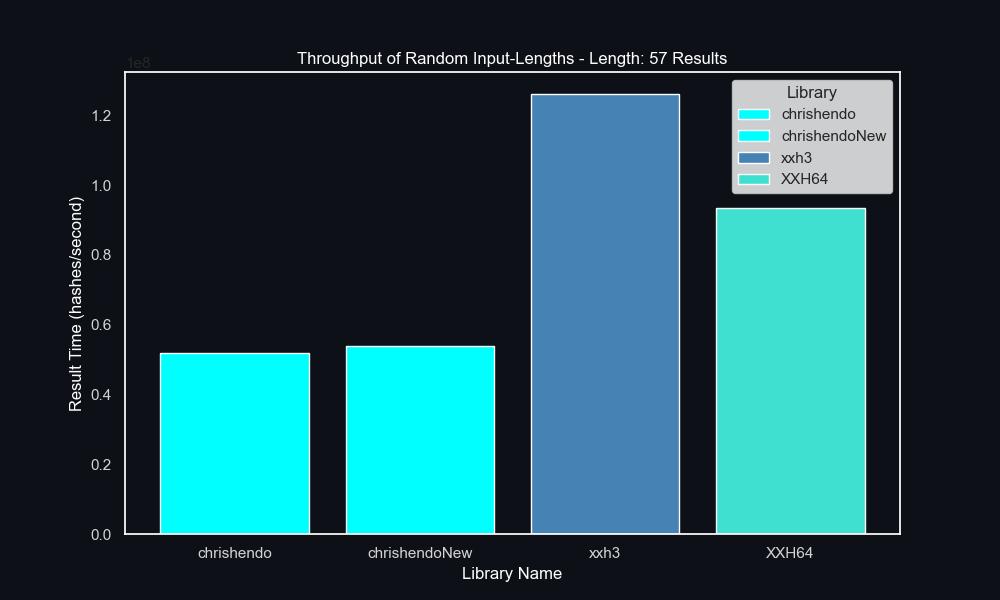 Throughput of Random Input-Lengths - Length: 57 Results
1e8
1.2
1.0
0.8
0.6
0.4
0.2
0.0
Result Time (hashes/second)
Library
chrishendo
chrishendoNew
xxh3
XXH64
chrishendo
chrishendoNew
xxh3
XXH64
Library Name